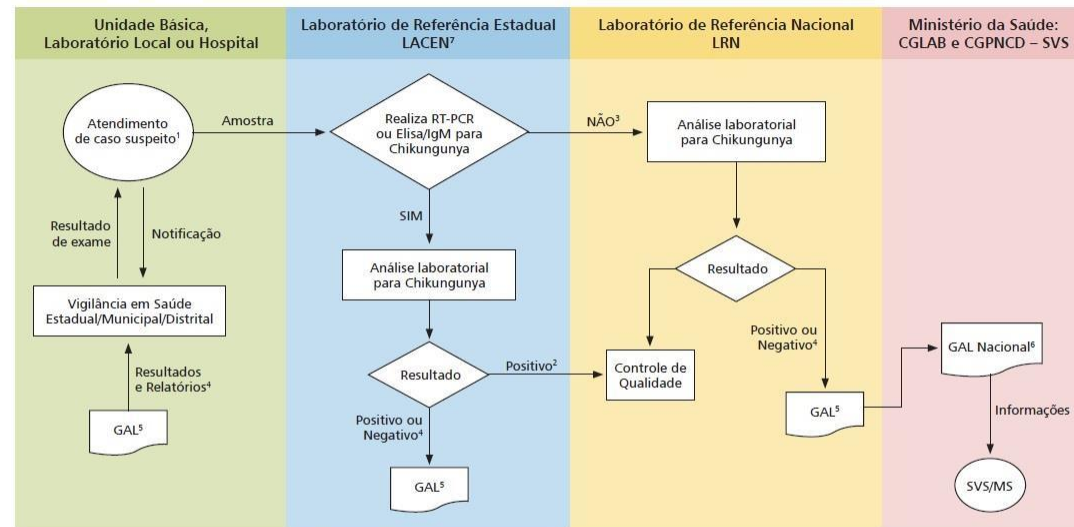 Unidade Básica,
Laboratório Local ou Hospital
Atendimento
de caso suspeito¹
Amostra
Resultado
de exame
Notificação
Vigilância em Saúde
Estadual/Municipal/Distrital
Resultados
e Relatórios⁴
GAL⁵
Laboratório de Referência Estadual
LACEN⁷
Realiza RT-PCR
ou Elisa/IgM para
Chikungunya
SIM
Análise laboratorial
para Chikungunya
Resultado
Positivo²
Positivo ou
Negativo⁴
GAL⁵
Laboratório de Referência Nacional
LRN
NÃO³
Análise laboratorial
para Chikungunya
Resultado
Positivo ou
Negativo⁴
Controle de
Qualidade
GAL⁵
Ministério da Saúde:
CGLAB e CGPNCD – SVS
GAL Nacional⁶
Informações
SVS/MS